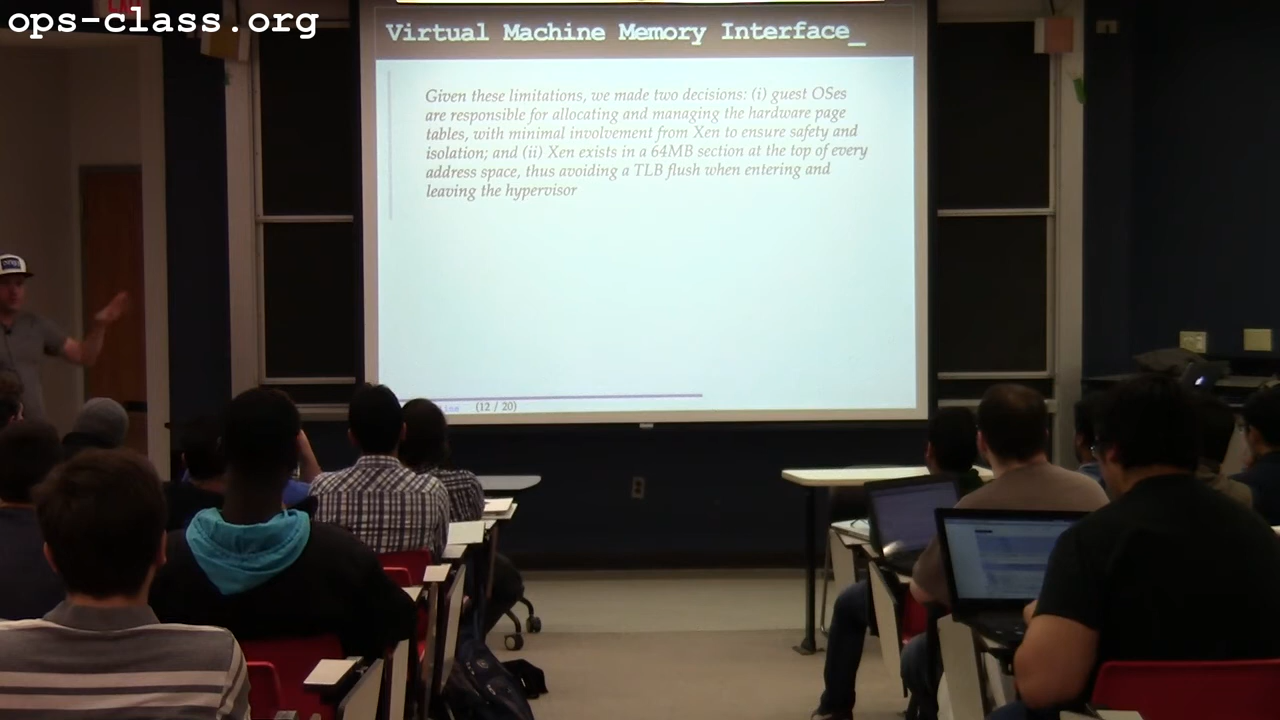 ops-class.org
Virtual Machine Memory Interface_
Given these limitations, we made two decisions: (i) guest OSes
are responsible for allocating and managing the hardware page
tables, with minimal involvement from Xen to ensure safety and
isolation; and (ii) Xen exists in a 64MB section at the top of every
address space, thus avoiding a TLB flush when entering and
leaving the hypervisor
(12 / 20)